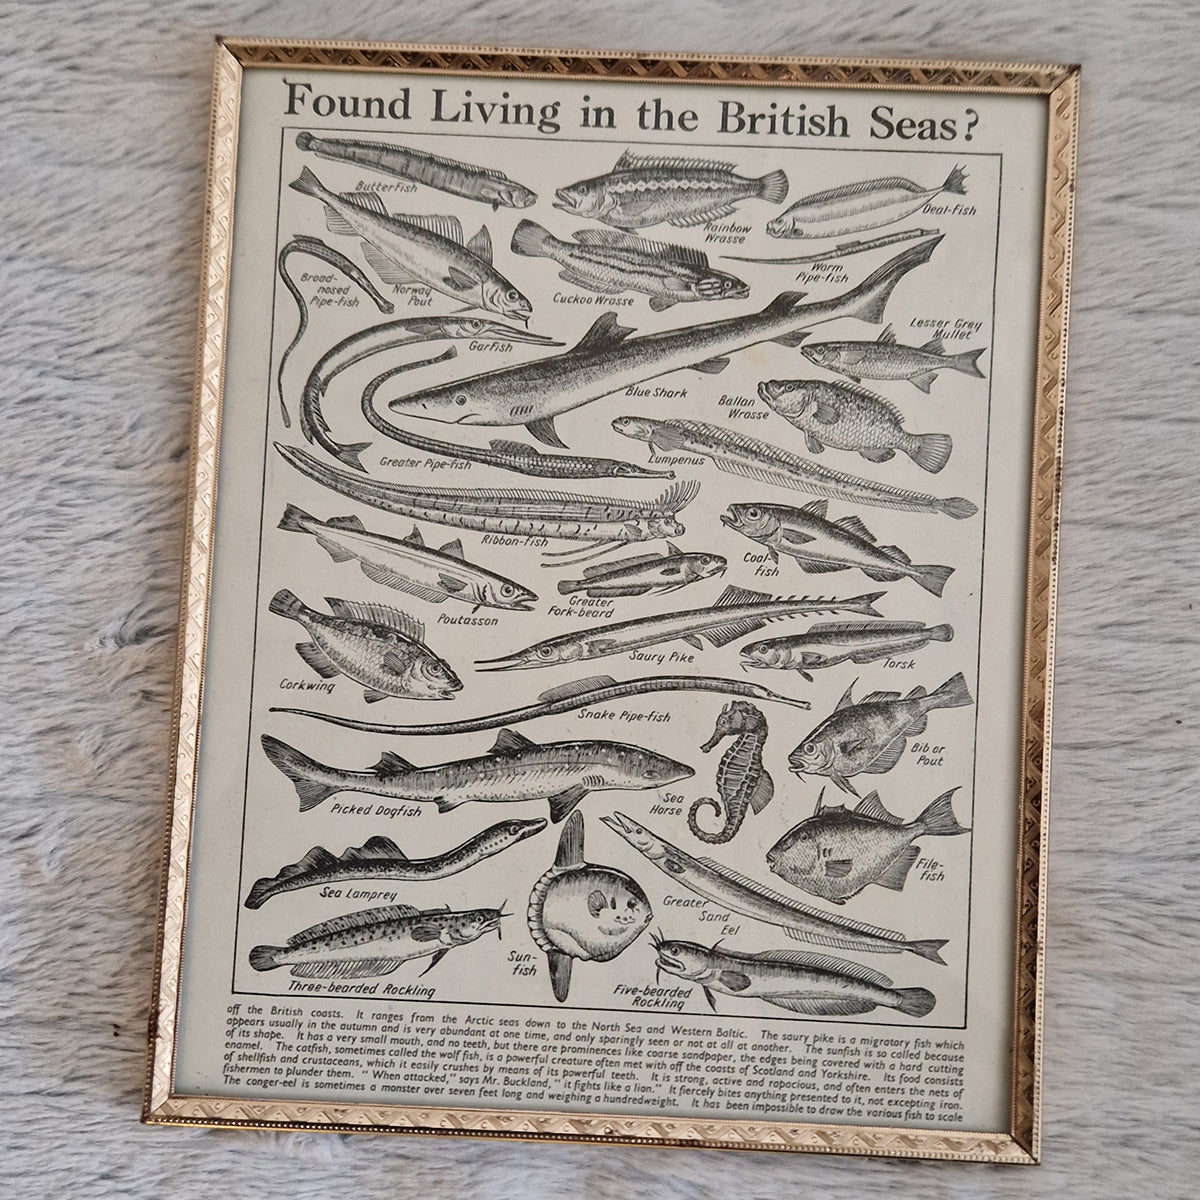 Found Living in the British Seas?
Butterfish
Rainbow
Wrasse
Deal-fish
Broad-
nosed
Pipe-fish
Norway
Pout
Cuckoo Wrasse
Worm
Pipe-fish
Garfish
Lesser Grey
Mullet
Blue Shark
Ballan
Wrasse
Greater Pipe-fish
Lumpenus
Ribbon-fish
Coal-
fish
Poutasson
Greater
Fork-beard
Corkwing
Saury Pike
Torsk
Snake Pipe-fish
Bib or
Pout
Picked Dogfish
Sea
Horse
Sea Lamprey
File-
fish
Greater
Sand
Eel
Three-bearded Rockling
Sun-
fish
Five-bearded
Rockling
off the British coasts. It ranges from the Arctic seas down to the North Sea and Western Baltic. The saury pike is a migratory fish which
appears usually in the autumn and is very abundant at one time, and only sparingly seen or not at all at another. The sunfish is so called because
of its shape. It has a very small mouth, and no teeth, but there are prominences like coarse sandpaper, the edges being covered with a hard cutting
enamel. The catfish, sometimes called the wolf fish, is a powerful creature often met with off the coasts of Scotland and Yorkshire. Its food consists
of shellfish and crustaceans, which it easily crushes by means of its powerful teeth. It is strong, active and rapacious, and often enters the nets of
fishermen to plunder them. "When attacked," says Mr. Buckland, "it fights like a lion." It fiercely bites anything presented to it, not excepting iron.
The conger-eel is sometimes a monster over seven feet long and weighing a hundredweight. It has been impossible to draw the various fish to scale